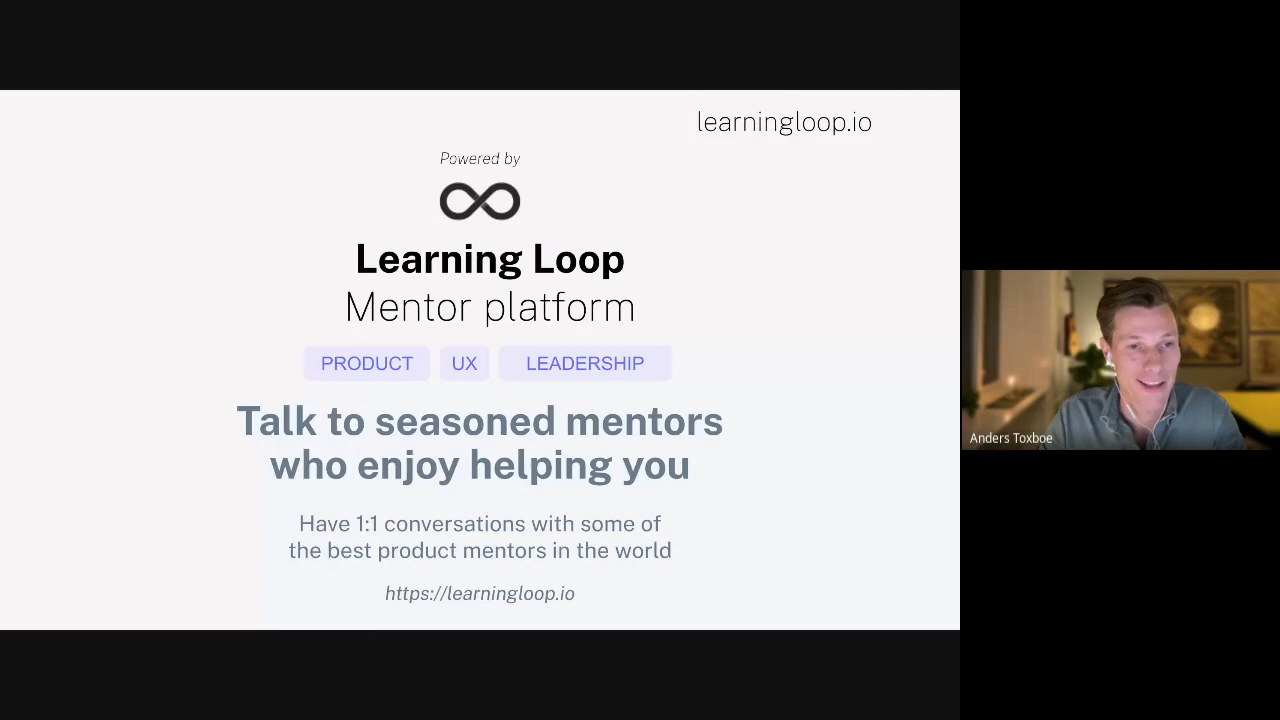 learningloop.io
Powered by
Learning Loop
Mentor platform
PRODUCT UX LEADERSHIP
Talk to seasoned mentors
who enjoy helping you
Have 1:1 conversations with some of
the best product mentors in the world
https://learningloop.io
Anders Toxboe